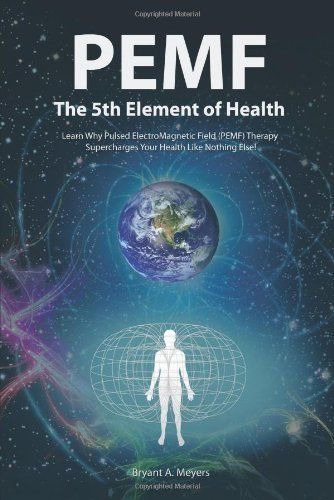 PEMF
The 5th Element of Health
Learn Why Pulsed ElectroMagnetic Field (PEMF) Therapy
Supercharges Your Health Like Nothing Else!
Bryant A. Meyers
Copyrighted Material
Copyrighted Material